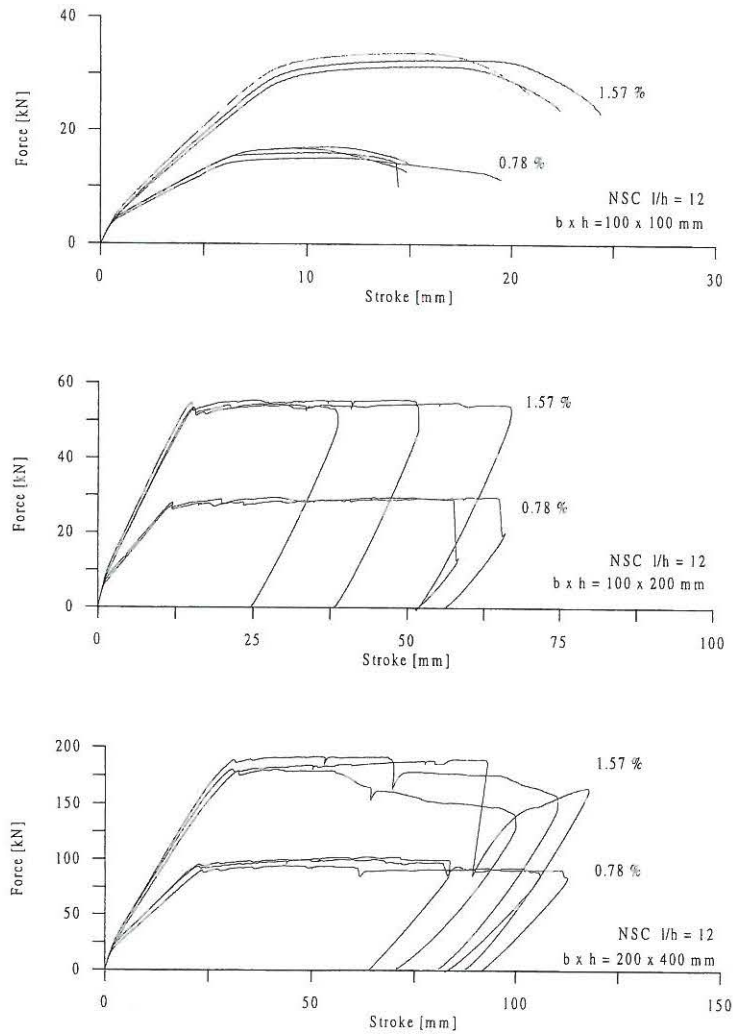 40
1.57 %
Force [kN]
20
0.78 %
NSC l/h = 12
b x h =100 x 100 mm
0
0 10 20 30
Stroke [mm]
60
1.57 %
40
Force [kN]
0.78 %
20
NSC l/h = 12
b x h = 100 x 200 mm
0
0 25 50 75 100
Stroke [mm]
200
1.57 %
150
Force [kN]
100
0.78 %
50
NSC l/h = 12
b x h = 200 x 400 mm
0
0 25 50 75 100 150
Stroke [mm]